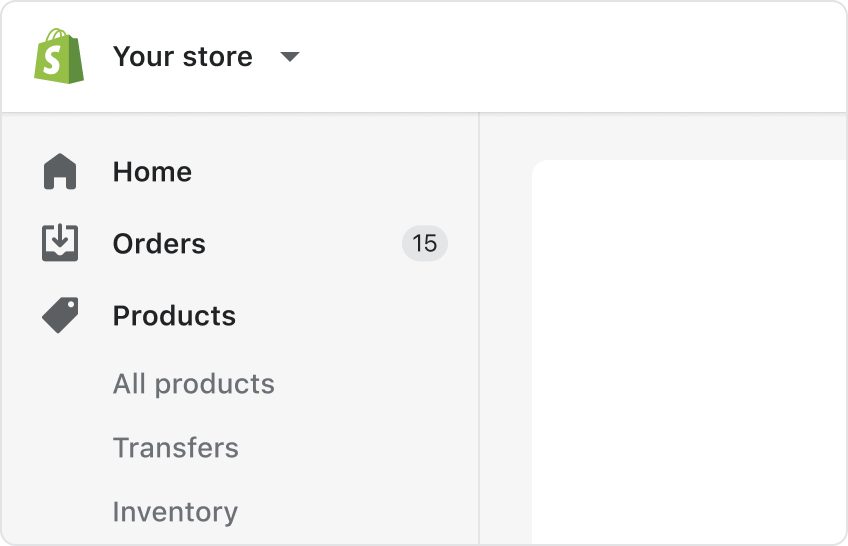 S
Your store
Home
Orders 15
Products
All products
Transfers
Inventory